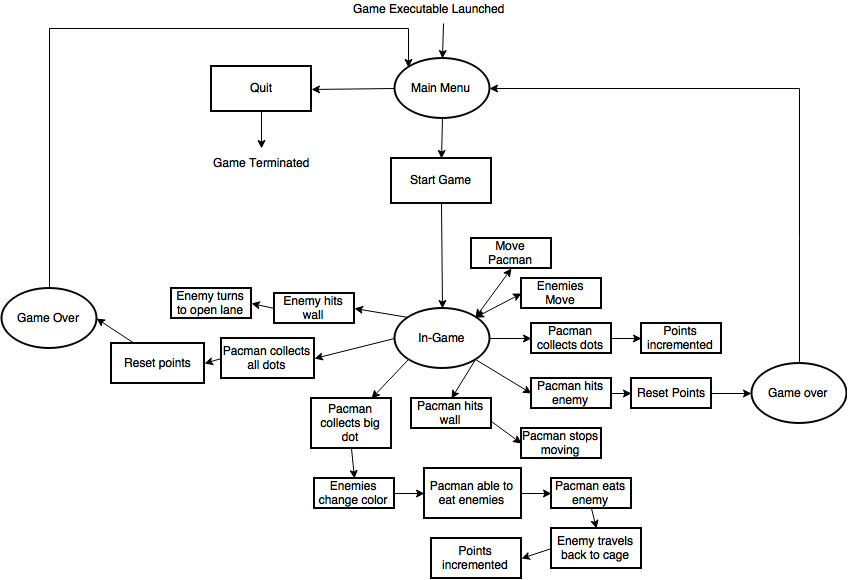 Game Executable Launched
Quit
Main Menu
Game Terminated
Start Game
Move
Pacman
Enemies
Move
Enemy turns
to open lane
Enemy hits
wall
Game Over
In-Game
Pacman
collects dots
Points
incremented
Reset points
Pacman collects
all dots
Pacman hits
enemy
Reset Points
Game over
Pacman
collects big
dot
Pacman hits
wall
Pacman stops
moving
Enemies
change color
Pacman able to
eat enemies
Pacman eats
enemy
Enemy travels
back to cage
Points
incremented